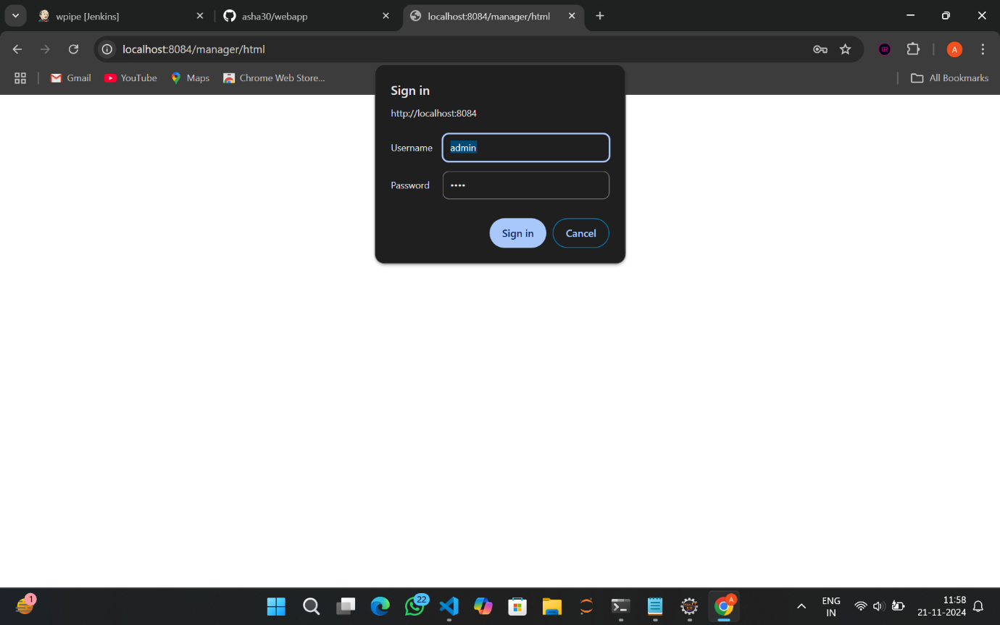 wpipe [Jenkins]
asha30/webapp
localhost:8084/manager/html
localhost:8084/manager/html
A
Gmail
YouTube
Maps
Chrome Web Store...
All Bookmarks
Sign in
http://localhost:8084
Username
admin
Password
••••
Sign in
Cancel
1
22
A
ENG
IN
11:58
21-11-2024